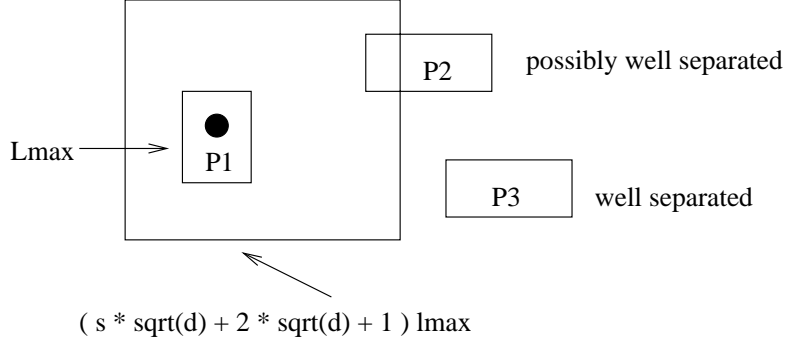 P2
possibly well separated
Lmax
P1
P3
well separated
( s * sqrt(d) + 2 * sqrt(d) + 1 ) lmax